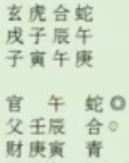 玄虎合蛇
戌子辰午
子寅午庚
官　午　蛇◎
父壬辰　合○
財庚寅　青